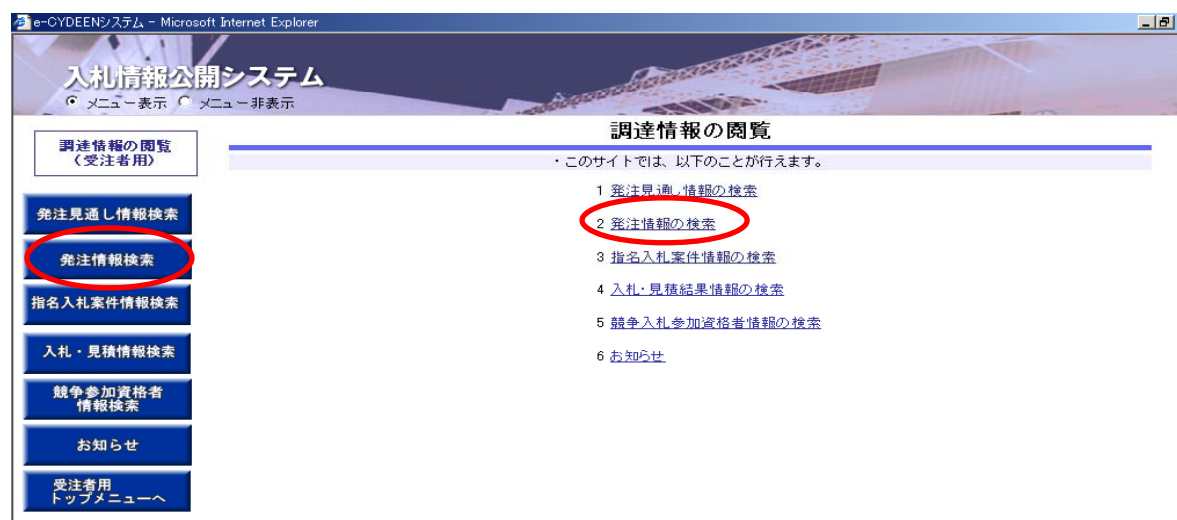 e-CYDEENシステム - Microsoft Internet Explorer
入札情報公開システム
メニュー表示 メニュー非表示
調達情報の閲覧
(受注者用)
発注見通し情報検索
発注情報検索
指名入札案件情報検索
入札・見積情報検索
競争参加資格者
情報検索
お知らせ
受注者用
トップメニューへ
調達情報の閲覧
・このサイトでは、以下のことが行えます。
1 発注見通し情報の検索
2 発注情報の検索
3 指名入札案件情報の検索
4 入札・見積結果情報の検索
5 競争入札参加資格者情報の検索
6 お知らせ